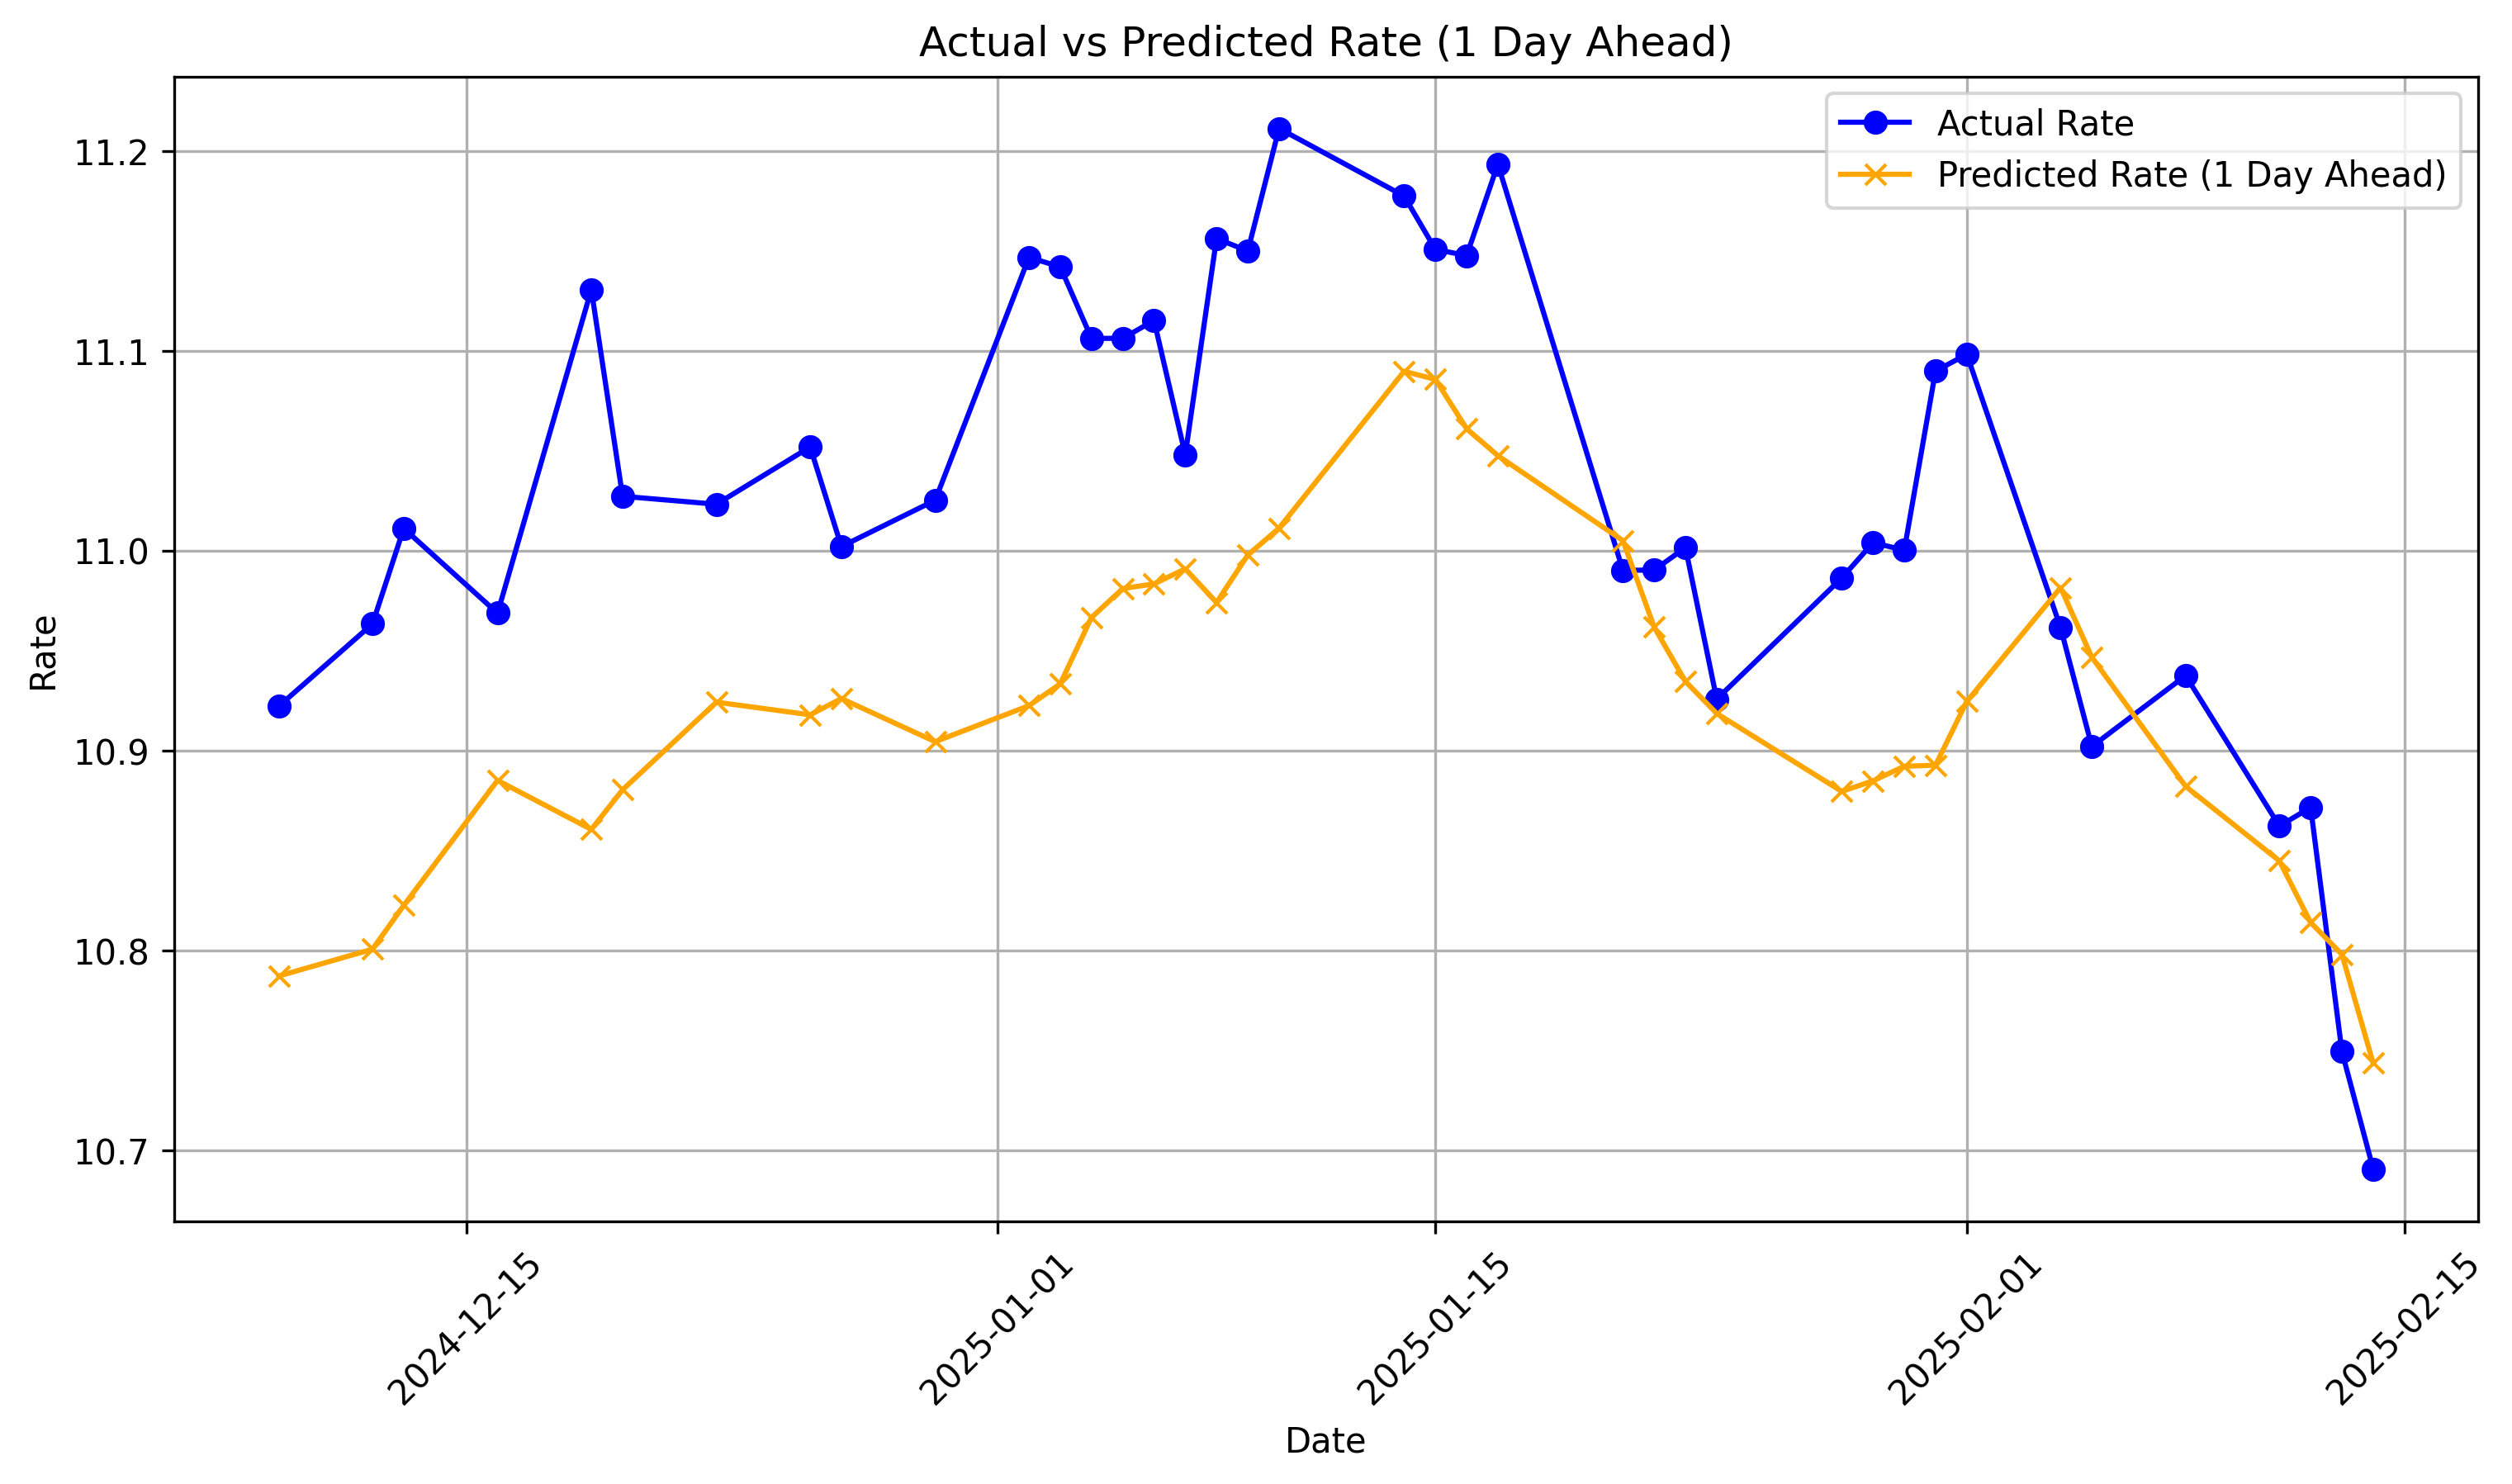 Actual vs Predicted Rate (1 Day Ahead)
Actual Rate
Predicted Rate (1 Day Ahead)
Rate
11.2
11.1
11.0
10.9
10.8
10.7
2024-12-15
2025-01-01
2025-01-15
2025-02-01
2025-02-15
Date